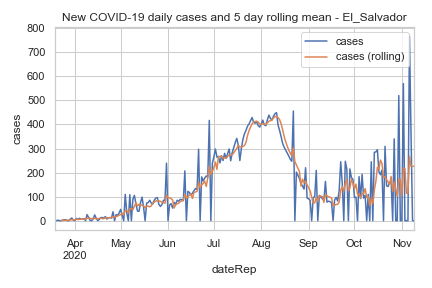 New COVID-19 daily cases and 5 day rolling mean - El_Salvador
cases
cases (rolling)
800
700
600
500
400
300
200
100
0
cases
Apr May Jun Jul Aug Sep Oct Nov
2020
dateRep